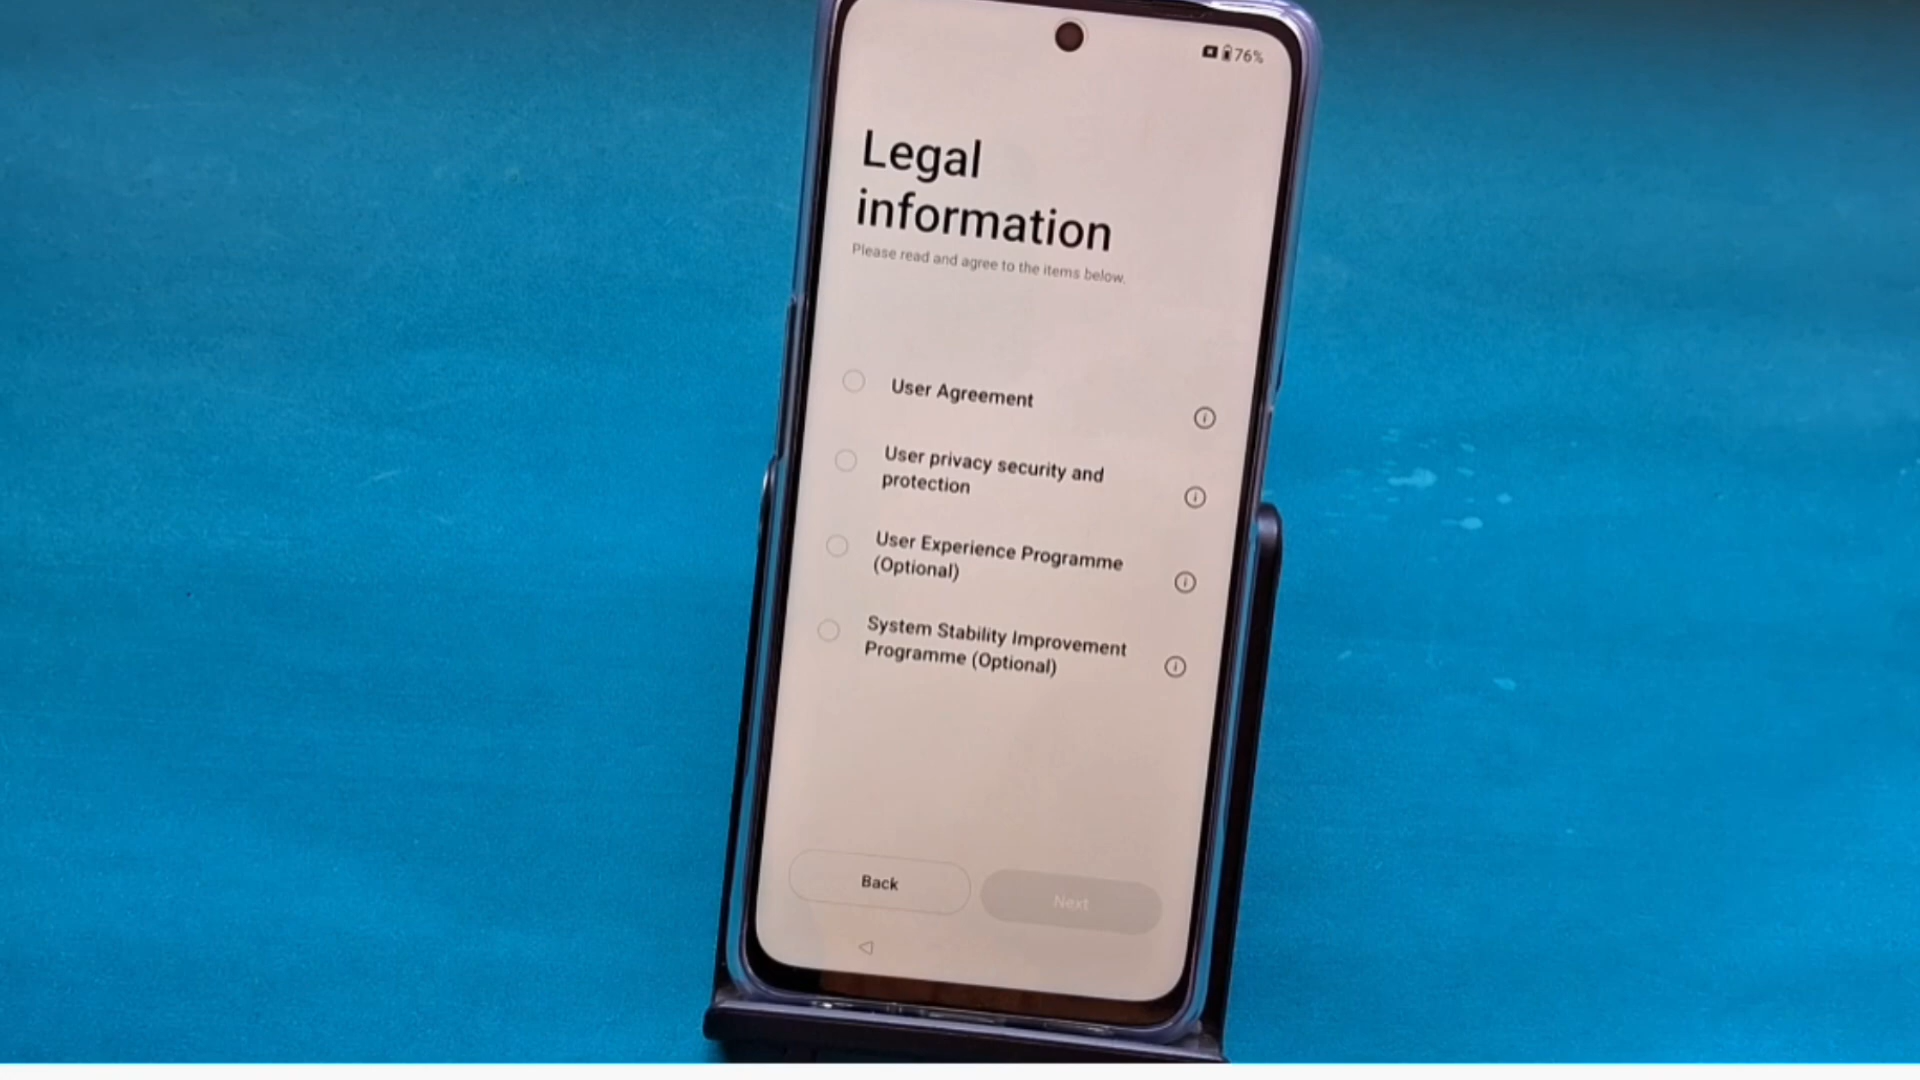 76%
Legal
information
Please read and agree to the items below.
User Agreement
User privacy security and
protection
User Experience Programme
(Optional)
System Stability Improvement
Programme (Optional)
Back
Next